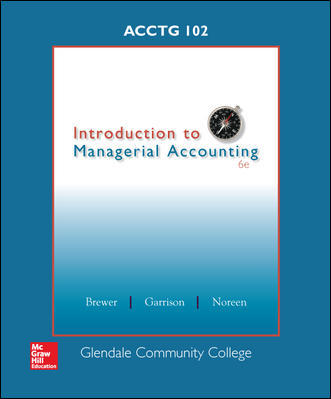 ACCTG 102
Introduction to
Managerial Accounting
6e
Brewer | Garrison | Noreen
Mc
Graw
Hill
Education
Glendale Community College